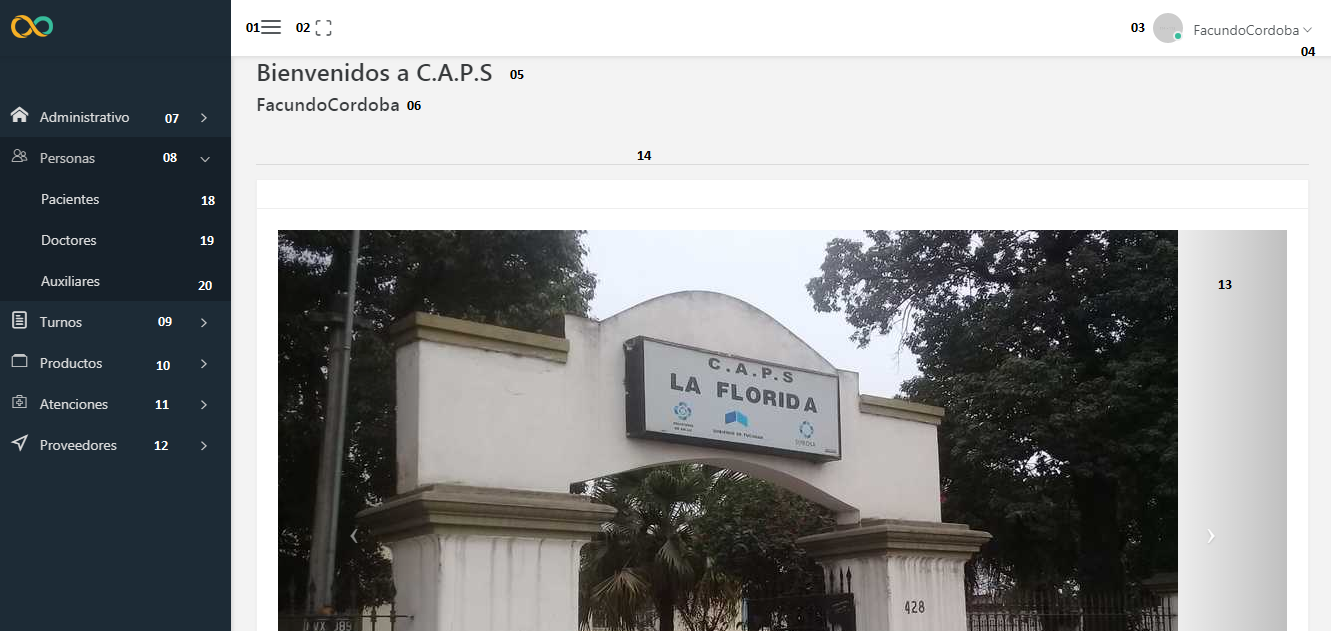 01
02
03
FacundoCordoba
04
Bienvenidos a C.A.P.S 05
FacundoCordoba 06
14
Administrativo 07
Personas 08
Pacientes 18
Doctores 19
Auxiliares 20
Turnos 09
Productos 10
Atenciones 11
Proveedores 12
13
C.A.P.S
LA FLORIDA
428